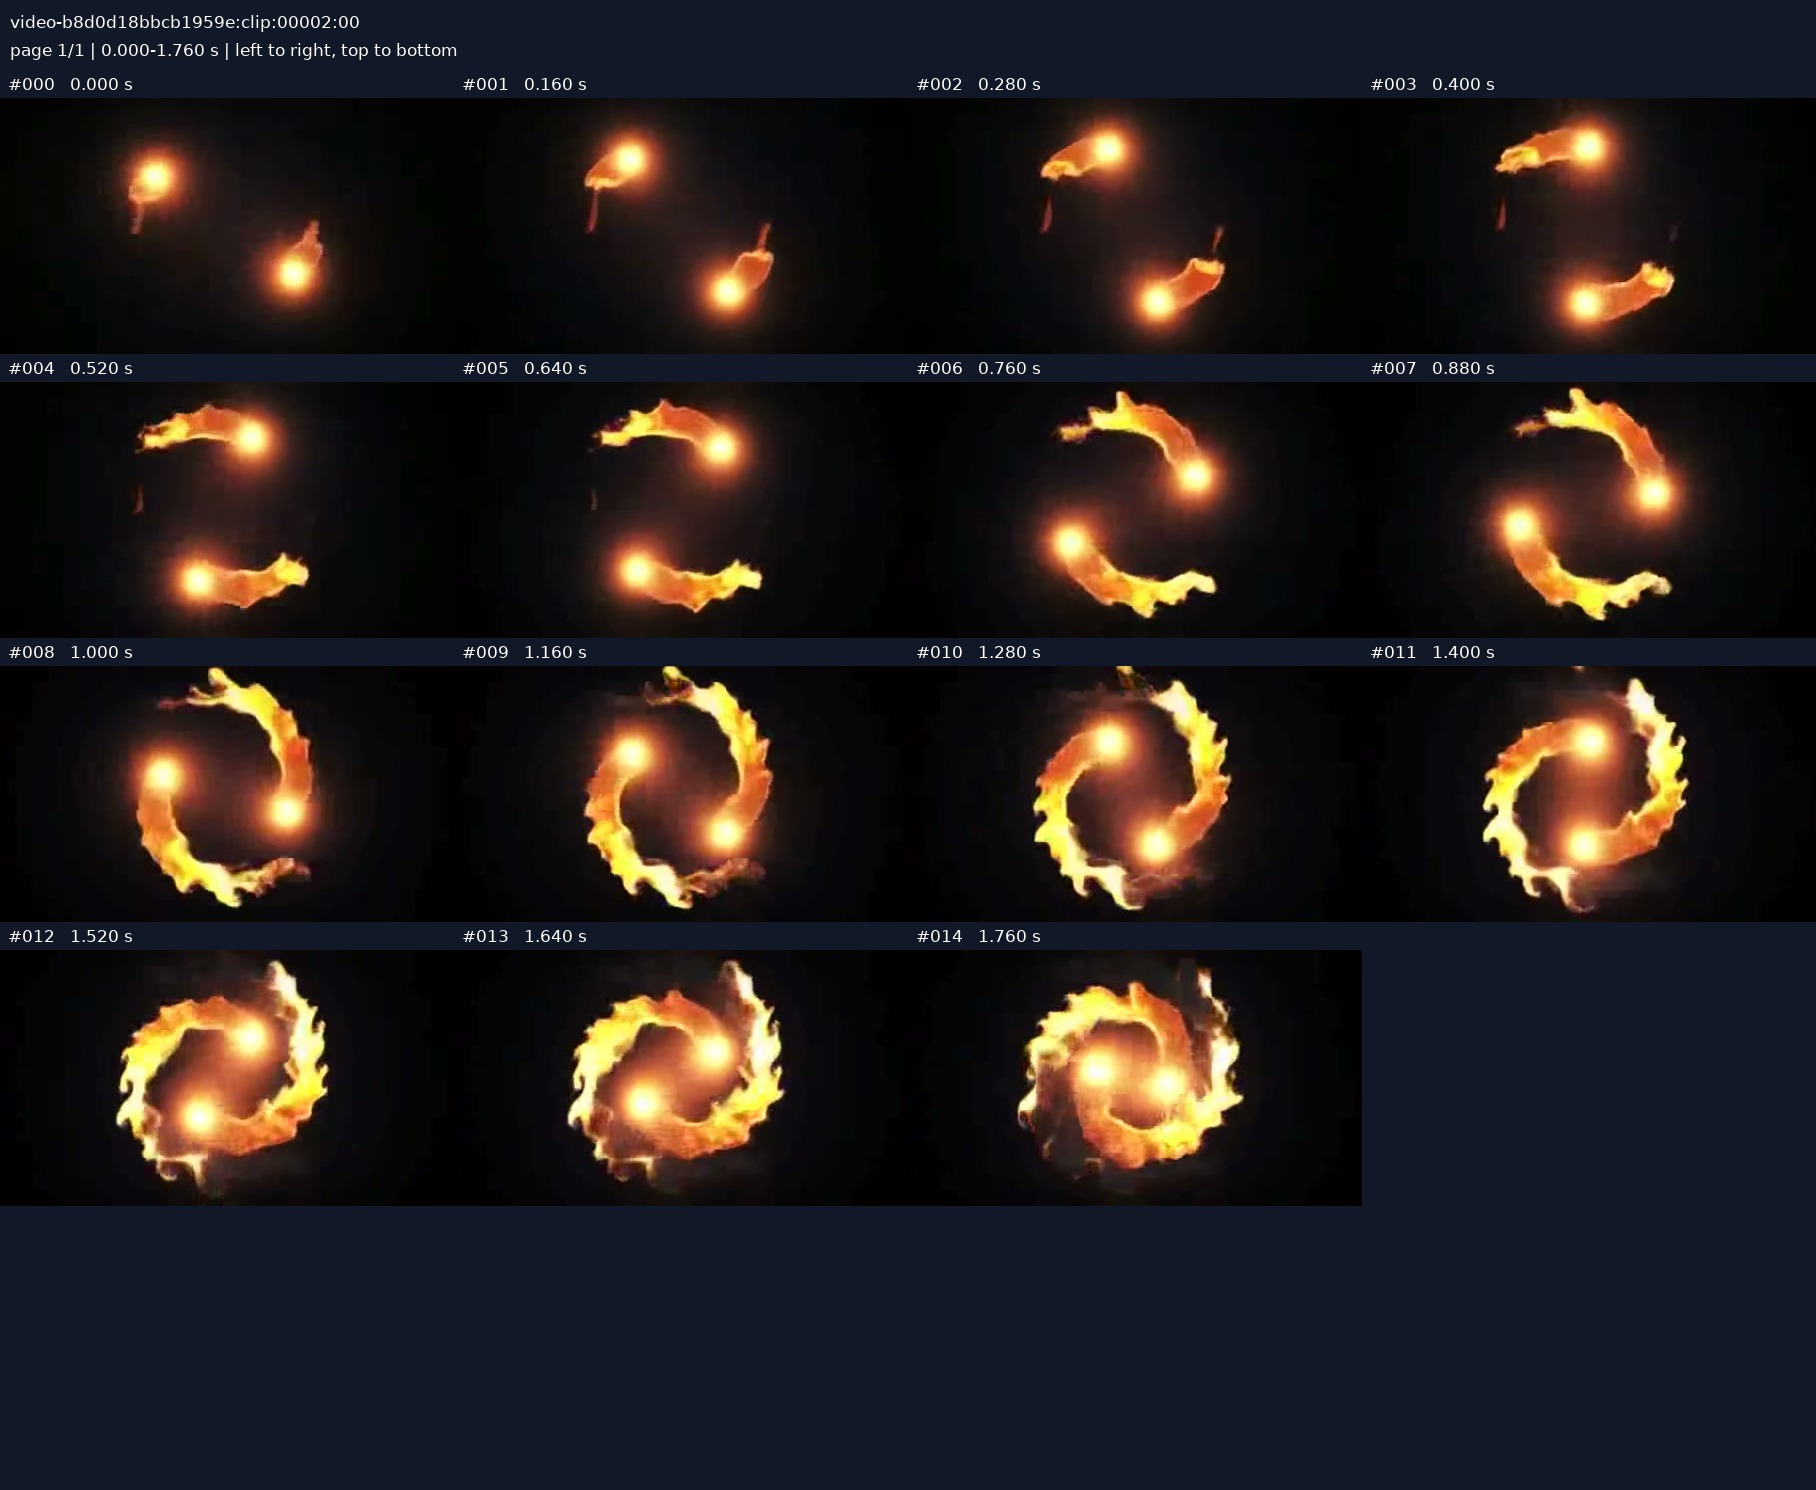 video-b8d0d18bbcb1959e:clip:00002:00
page 1/1 | 0.000-1.760 s | left to right, top to bottom
#000 0.000 s
#001 0.160 s
#002 0.280 s
#003 0.400 s
#004 0.520 s
#005 0.640 s
#006 0.760 s
#007 0.880 s
#008 1.000 s
#009 1.160 s
#010 1.280 s
#011 1.400 s
#012 1.520 s
#013 1.640 s
#014 1.760 s